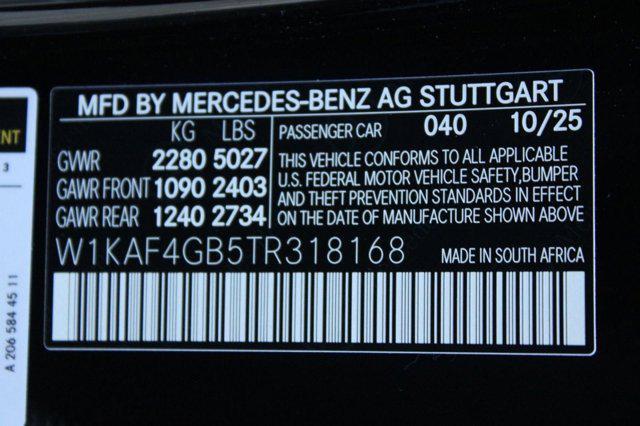 MFD BY MERCEDES-BENZ AG STUTTGART
KG LBS
GVWR 2280 5027
GAWR FRONT 1090 2403
GAWR REAR 1240 2734
PASSENGER CAR 040 10/25
THIS VEHICLE CONFORMS TO ALL APPLICABLE
U.S. FEDERAL MOTOR VEHICLE SAFETY,BUMPER
AND THEFT PREVENTION STANDARDS IN EFFECT
ON THE DATE OF MANUFACTURE SHOWN ABOVE
W1KAF4GB5TR318168 MADE IN SOUTH AFRICA
ENT
3
A 206 584 45 11